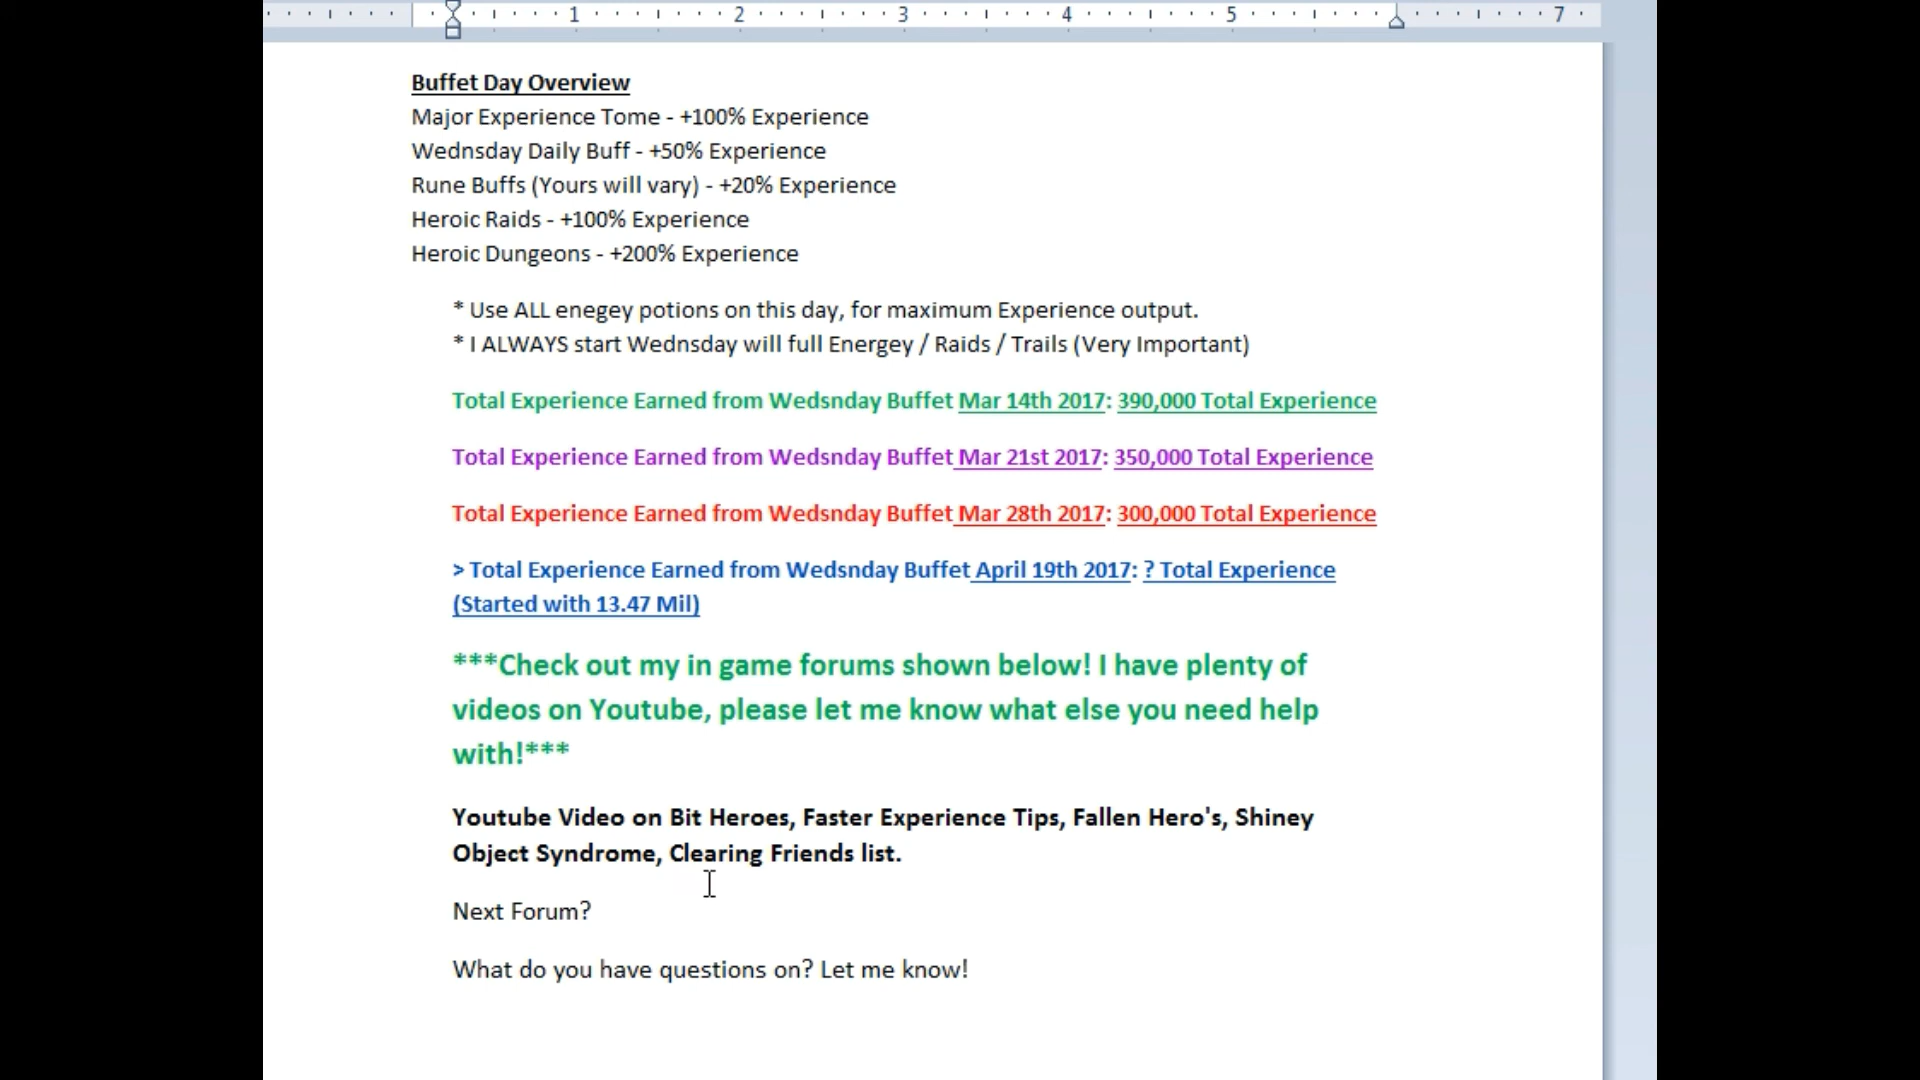 1 2 3 4 5 7
Buffet Day Overview
Major Experience Tome - +100% Experience
Wednsday Daily Buff - +50% Experience
Rune Buffs (Yours will vary) - +20% Experience
Heroic Raids - +100% Experience
Heroic Dungeons - +200% Experience
* Use ALL enegey potions on this day, for maximum Experience output.
* I ALWAYS start Wednsday will full Energey / Raids / Trails (Very Important)
Total Experience Earned from Wedsnday Buffet Mar 14th 2017: 390,000 Total Experience
Total Experience Earned from Wedsnday Buffet Mar 21st 2017: 350,000 Total Experience
Total Experience Earned from Wedsnday Buffet Mar 28th 2017: 300,000 Total Experience
> Total Experience Earned from Wedsnday Buffet April 19th 2017: ? Total Experience
(Started with 13.47 Mil)
***Check out my in game forums shown below! I have plenty of
videos on Youtube, please let me know what else you need help
with!***
Youtube Video on Bit Heroes, Faster Experience Tips, Fallen Hero's, Shiney
Object Syndrome, Clearing Friends list.
Next Forum?
What do you have questions on? Let me know!